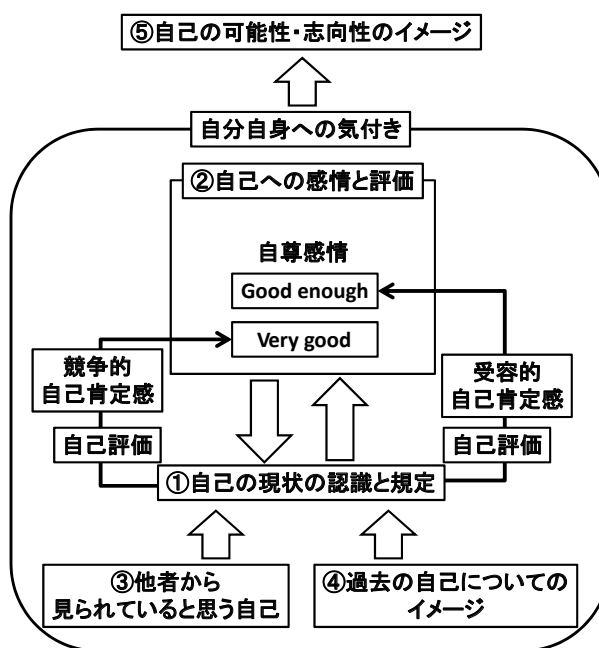 ⑤自己の可能性・志向性のイメージ
自分自身への気付き
②自己への感情と評価
自尊感情
Good enough
Very good
競争的
自己肯定感
受容的
自己肯定感
自己評価
自己評価
①自己の現状の認識と規定
③他者から
見られていると思う自己
④過去の自己についての
イメージ